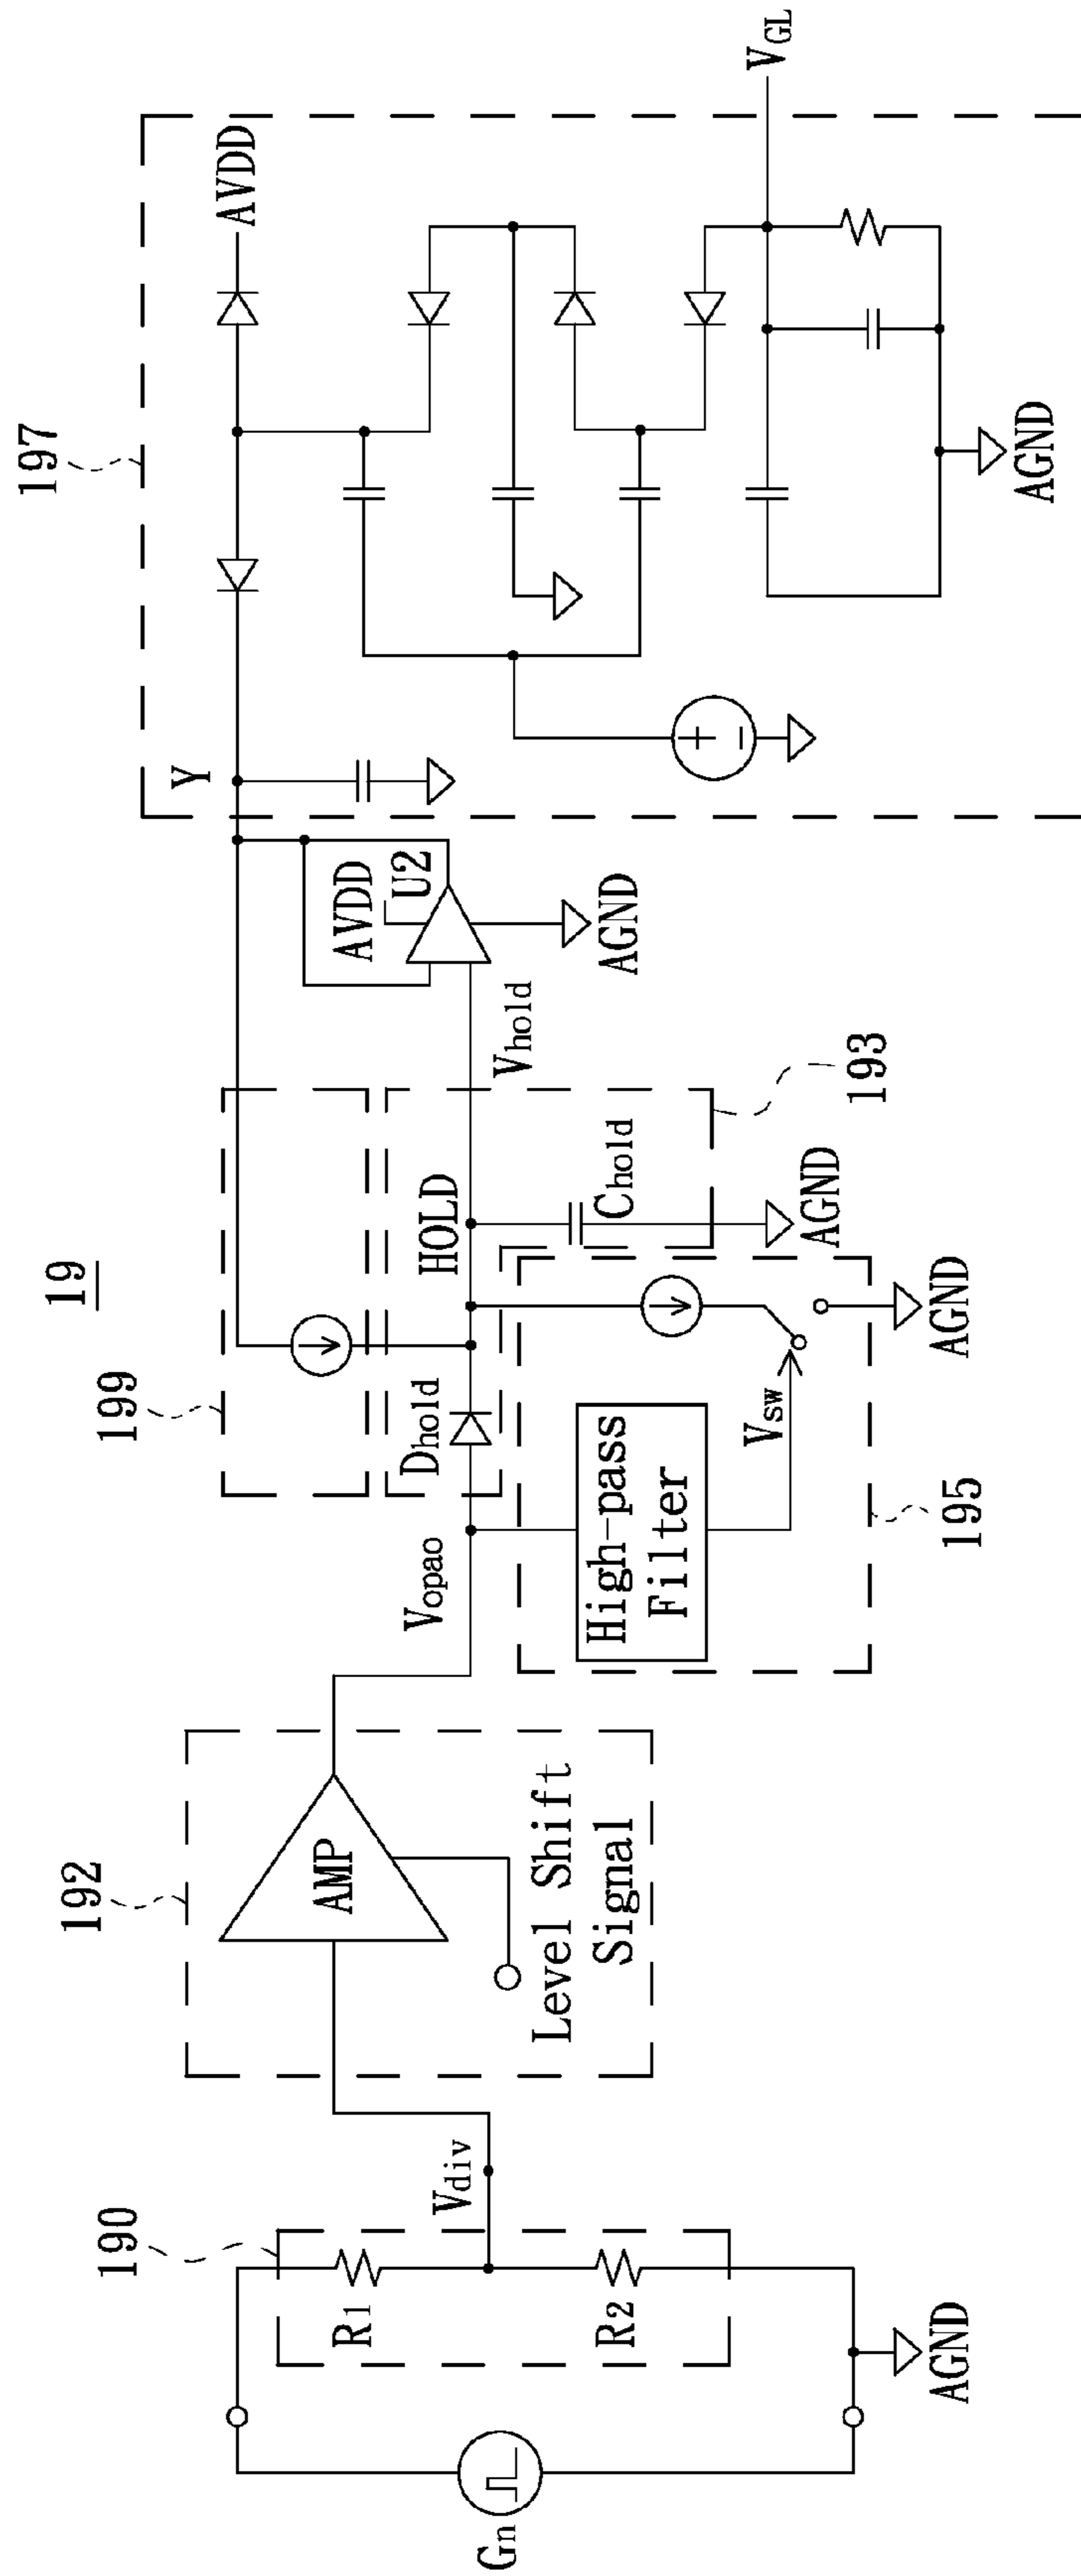 19
197
199
192
190
193
195
Gn
R1
R2
Vdiv
AGND
AMP
Level Shift
Signal
Vopao
High-pass
Filter
Vsw
AGND
Dhold
HOLD
Chold
AGND
Vhold
AVDD
U2
AGND
Y
AVDD
VGL
AGND